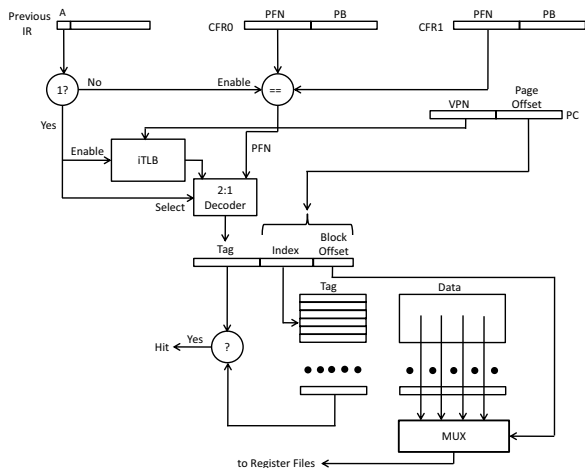 Previous IR
A
CFR0
PFN
PB
CFR1
PFN
PB
1?
No
Enable
==
Yes
VPN
Page Offset
PC
Enable
iTLB
PFN
2:1 Decoder
Select
Tag
Index
Block Offset
Tag
Data
Hit
Yes
?
MUX
to Register Files